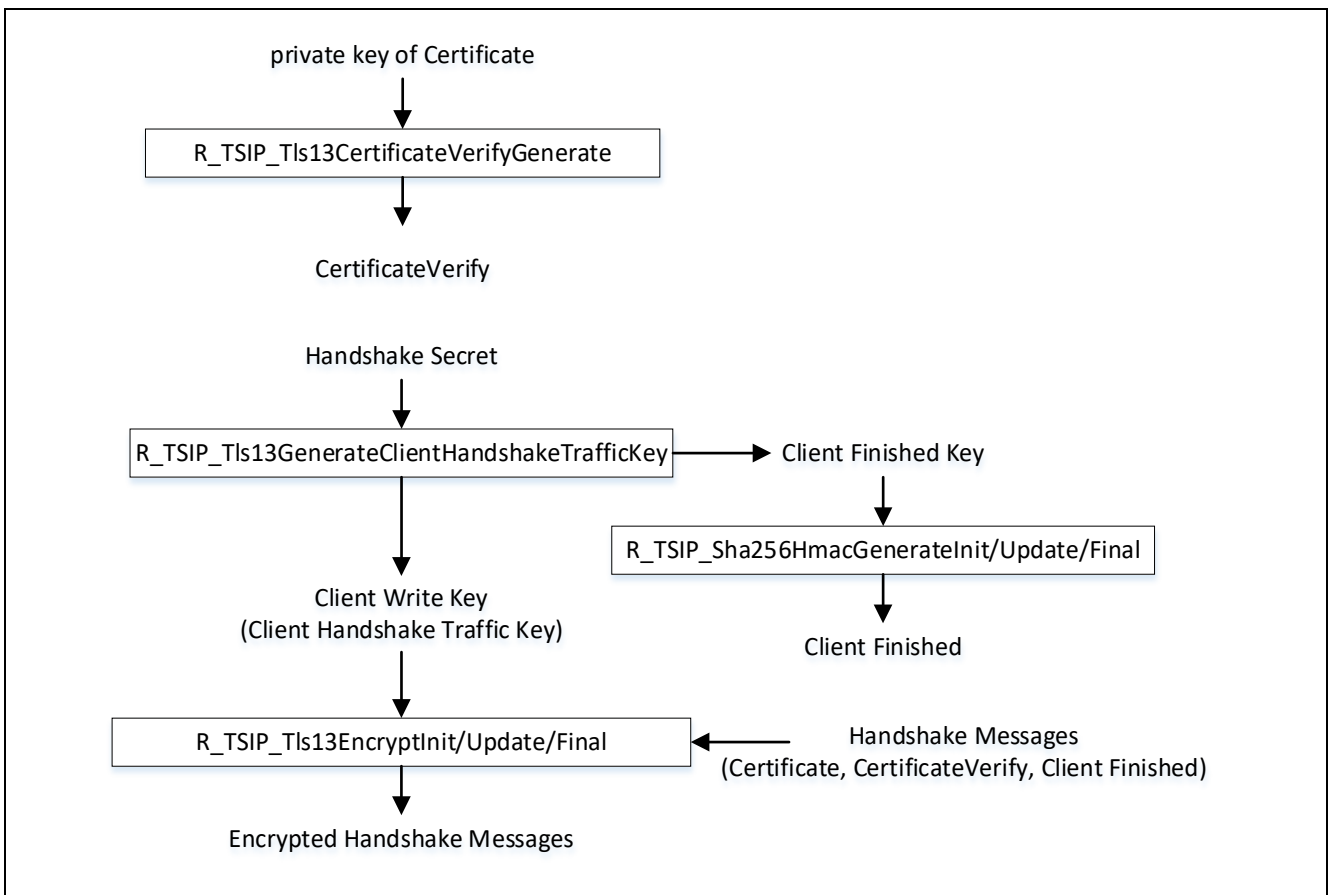 private key of Certificate
R_TSIP_Tls13CertificateVerifyGenerate
CertificateVerify
Handshake Secret
R_TSIP_Tls13GenerateClientHandshakeTrafficKey
Client Finished Key
R_TSIP_Sha256HmacGenerateInit/Update/Final
Client Write Key
(Client Handshake Traffic Key)
Client Finished
R_TSIP_Tls13EncryptInit/Update/Final
Handshake Messages
(Certificate, CertificateVerify, Client Finished)
Encrypted Handshake Messages